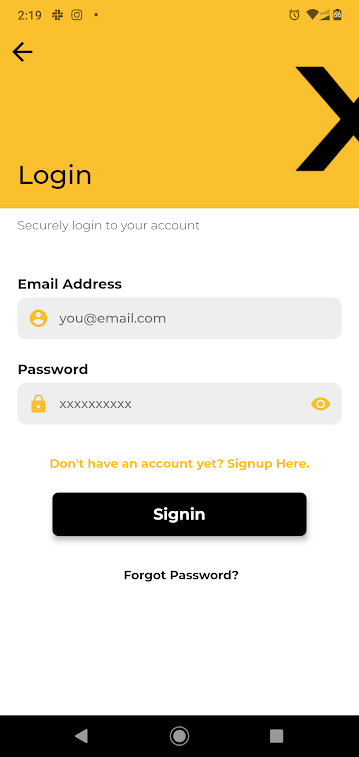 2:19
X
Login
Securely login to your account
Email Address
you@email.com
Password
xxxxxxxxxx
Don't have an account yet? Signup Here.
Signin
Forgot Password?